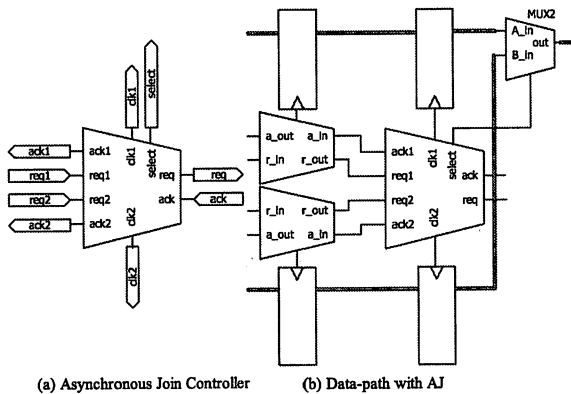 MUX2
A_in
out
B_in
clk1
select
ack1
ack1
clk1
select
req1
req1
req
req
req2
req2
ack
ack
ack2
ack2
clk2
clk2
a_out
a_in
r_in
r_out
r_in
r_out
a_out
a_in
ack1
clk1
select
req1
ack
req2
req
ack2
clk2
(a) Asynchronous Join Controller
(b) Data-path with AJ